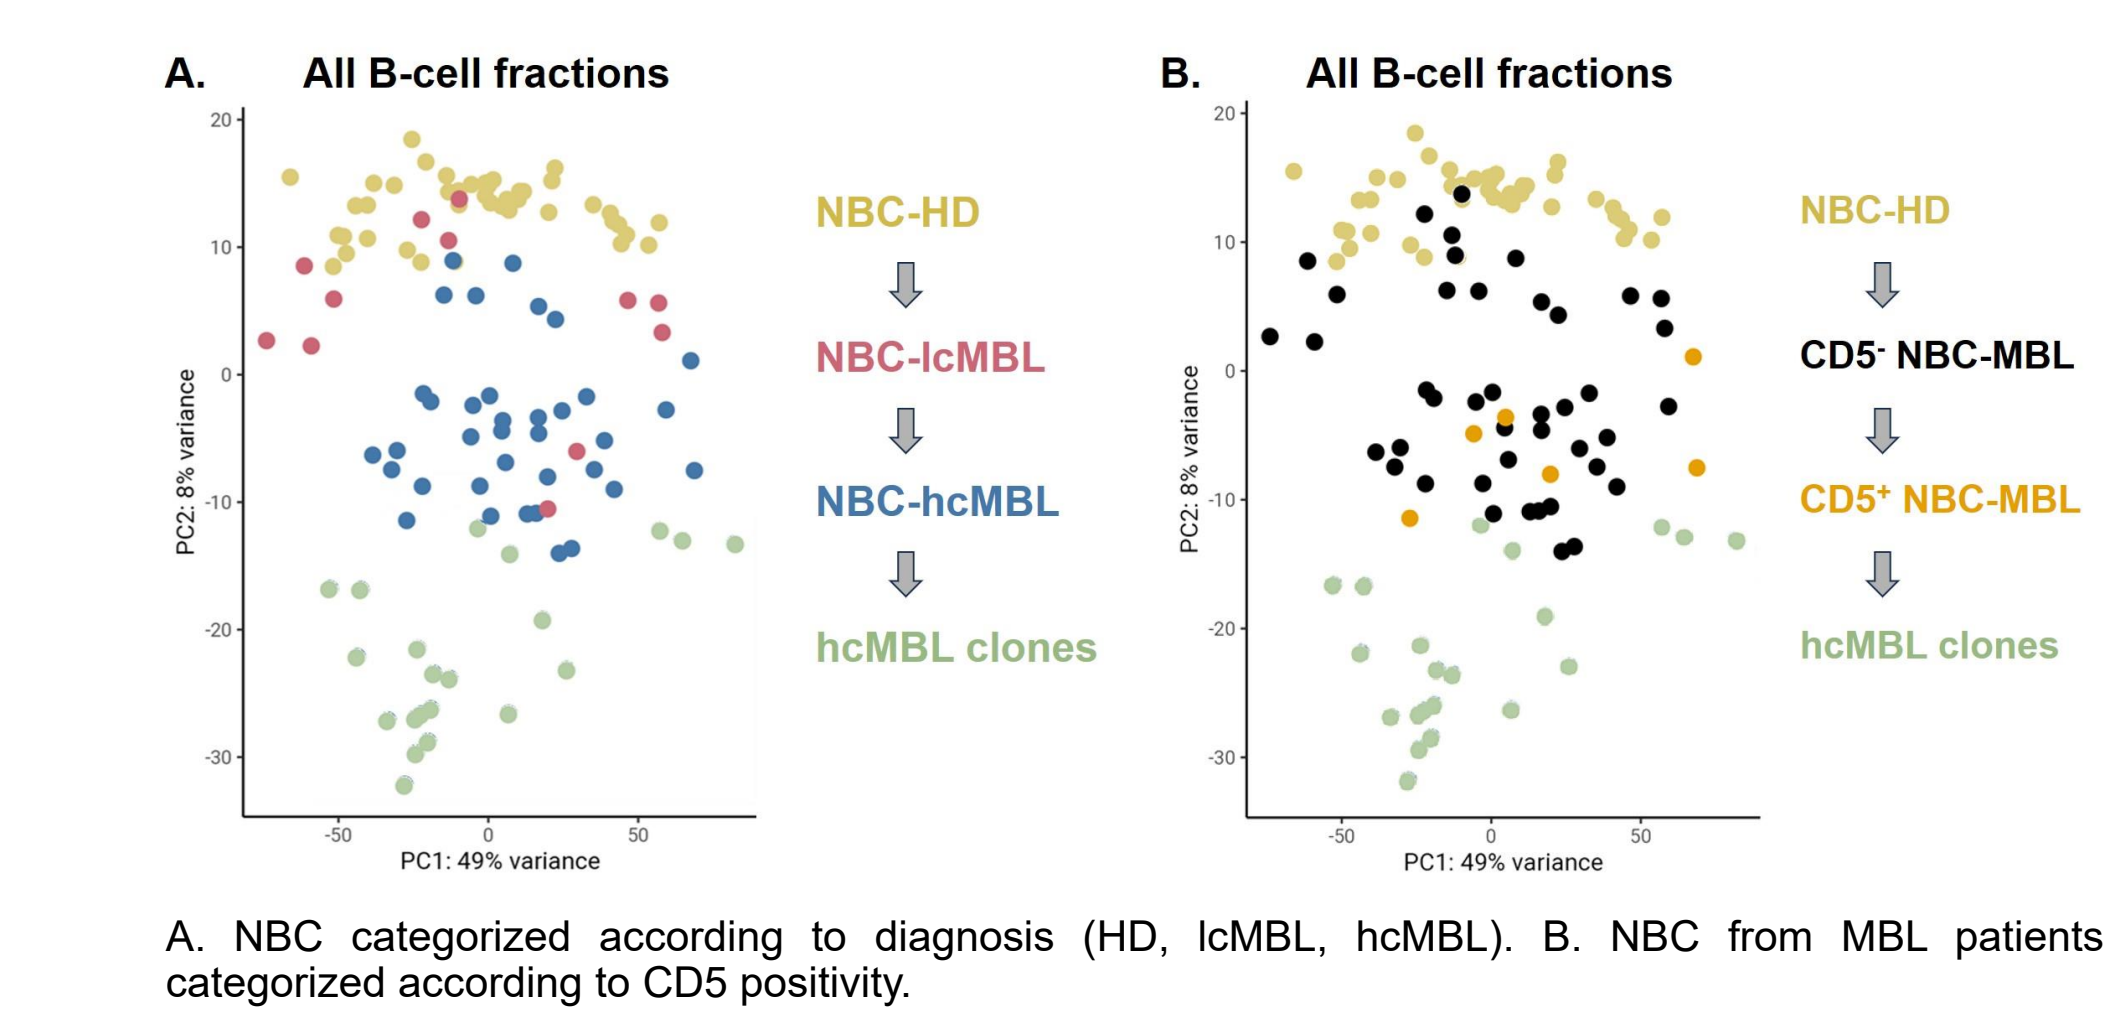 A. All B-cell fractions
20
10
0
-10
-20
-30
PC2: 8% variance
-50 0 50
PC1: 49% variance
NBC-HD
NBC-lcMBL
NBC-hcMBL
hcMBL clones
B. All B-cell fractions
20
10
0
-10
-20
-30
PC2: 8% variance
-50 0 50
PC1: 49% variance
NBC-HD
CD5⁻ NBC-MBL
CD5⁺ NBC-MBL
hcMBL clones
A. NBC categorized according to diagnosis (HD, lcMBL, hcMBL). B. NBC from MBL patients
categorized according to CD5 positivity.